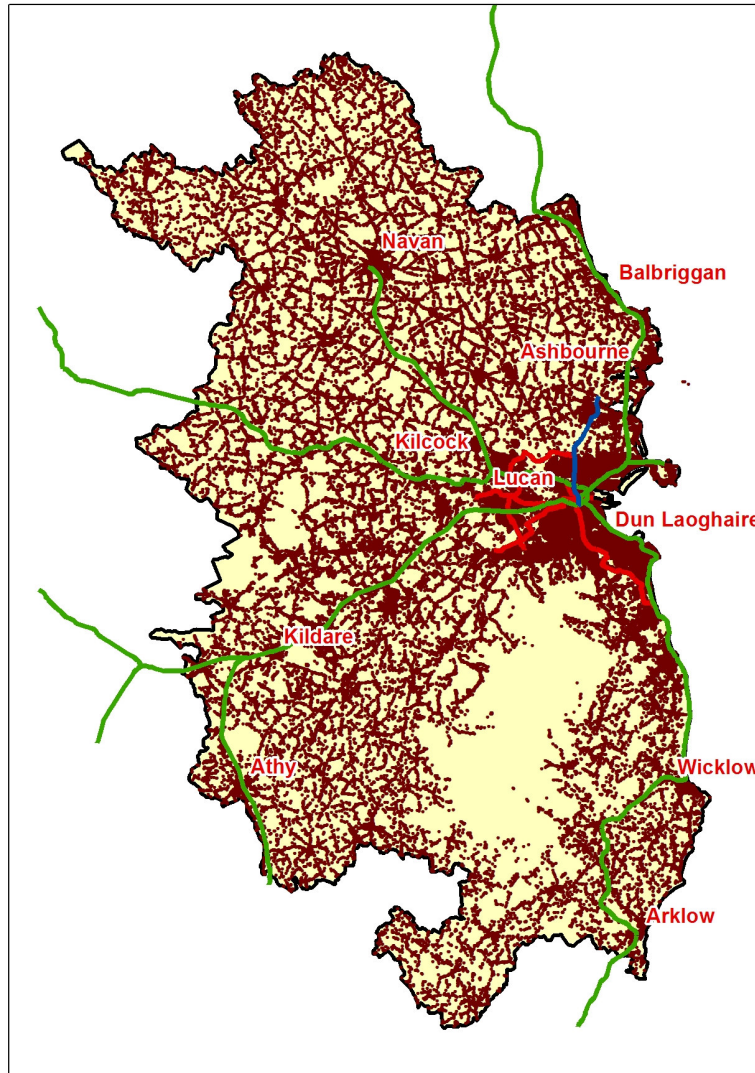 Navan
Balbriggan
Ashbourne
Kilcock
Lucan
Dun Laoghaire
Kildare
Athy
Wicklow
Arklow